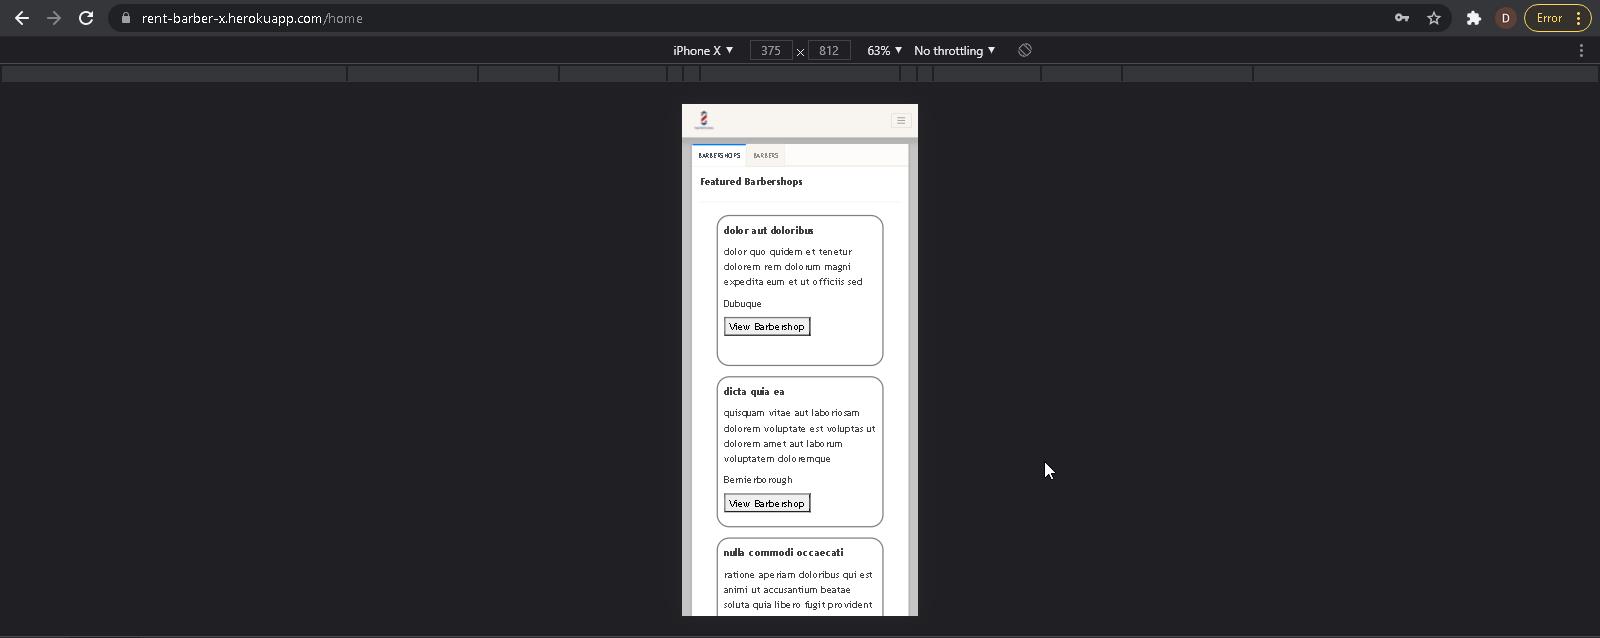 rent-barber-x.herokuapp.com/home
D
Error
iPhone X
375
×
812
63%
No throttling
BARBERSHOPS
BARBERS
Featured Barbershops
dolor aut doloribus
dolor quo quidem et tenetur
dolorem rem dolorum magni
expedita eum et ut officiis sed
Dubuque
View Barbershop
dicta quia ea
quisquam vitae aut laboriosam
dolorem voluptate est voluptas ut
dolorem amet aut laborum
voluptatem doloremque
Bernierborough
View Barbershop
nulla commodi occaecati
ratione aperiam doloribus qui est
animi ut accusantium beatae
soluta quia libero fugit provident